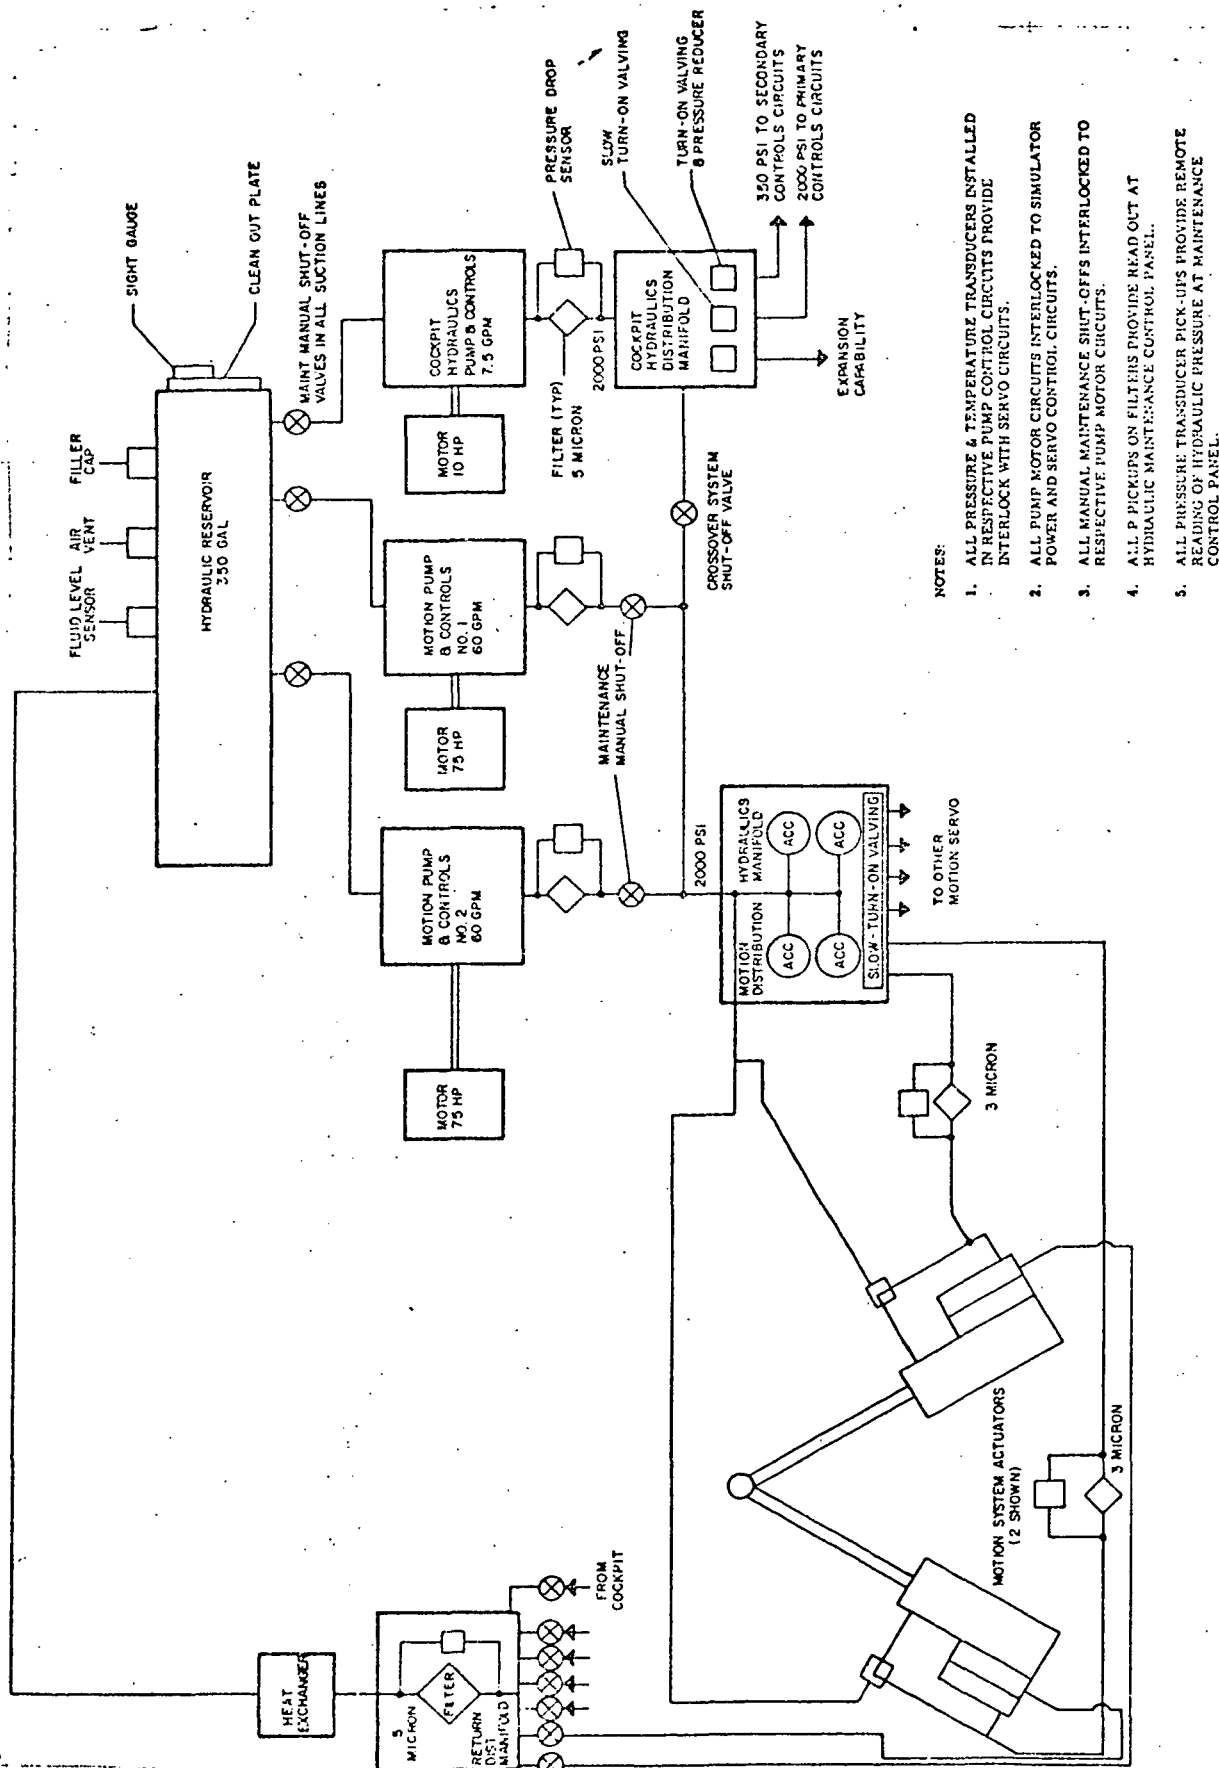 SIGHT GAUGE
CLEAN OUT PLATE
FILLER
CAP
AIR
VENT
FLUID LEVEL
SENSOR
HYDRAULIC RESERVOIR
350 GAL
MAINT MANUAL SHUT-OFF
VALVES IN ALL SUCTION LINES
COCKPIT
HYDRAULICS
PUMP & CONTROLS
7.5 GPM
MOTOR
10 HP
MOTION PUMP
& CONTROLS
NO. 1
60 GPM
MOTOR
75 HP
MOTION PUMP
& CONTROLS
NO. 2
60 GPM
MOTOR
75 HP
PRESSURE DROP
SENSOR
FILTER (TYP)
5 MICRON
2000 PSI
SLOW
TURN-ON VALVING
TURN-ON VALVING
& PRESSURE REDUCER
COCKPIT
HYDRAULICS
DISTRIBUTION
MANIFOLD
350 PSI TO SECONDARY
CONTROLS CIRCUITS
2000 PSI TO PRIMARY
CONTROLS CIRCUITS
EXPANSION
CAPABILITY
CROSSOVER SYSTEM
SHUT-OFF VALVE
MAINTENANCE
MANUAL SHUT-OFF
2000 PSI
MOTION
DISTRIBUTION
HYDRAULICS
MANIFOLD
ACC
ACC
ACC
ACC
SLOW-TURN-ON VALVING
TO OTHER
MOTION SERVO
3 MICRON
3 MICRON
MOTION SYSTEM ACTUATORS
(2 SHOWN)
HEAT
EXCHANGER
5
MICRON
FILTER
RETURN
DIST
MANIFOLD
FROM
COCKPIT
NOTES:
1. ALL PRESSURE & TEMPERATURE TRANSDUCERS INSTALLED
IN RESPECTIVE PUMP CONTROL CIRCUITS PROVIDE
INTERLOCK WITH SERVO CIRCUITS.
2. ALL PUMP MOTOR CIRCUITS INTERLOCKED TO SIMULATOR
POWER AND SERVO CONTROL CIRCUITS.
3. ALL MANUAL MAINTENANCE SHUT-OFFS INTERLOCKED TO
RESPECTIVE PUMP MOTOR CIRCUITS.
4. ALL P PICKUPS ON FILTERS PROVIDE READ OUT AT
HYDRAULIC MAINTENANCE CONTROL PANEL.
5. ALL PRESSURE TRANSDUCER PICK-UPS PROVIDE REMOTE
READING OF HYDRAULIC PRESSURE AT MAINTENANCE
CONTROL PANEL.